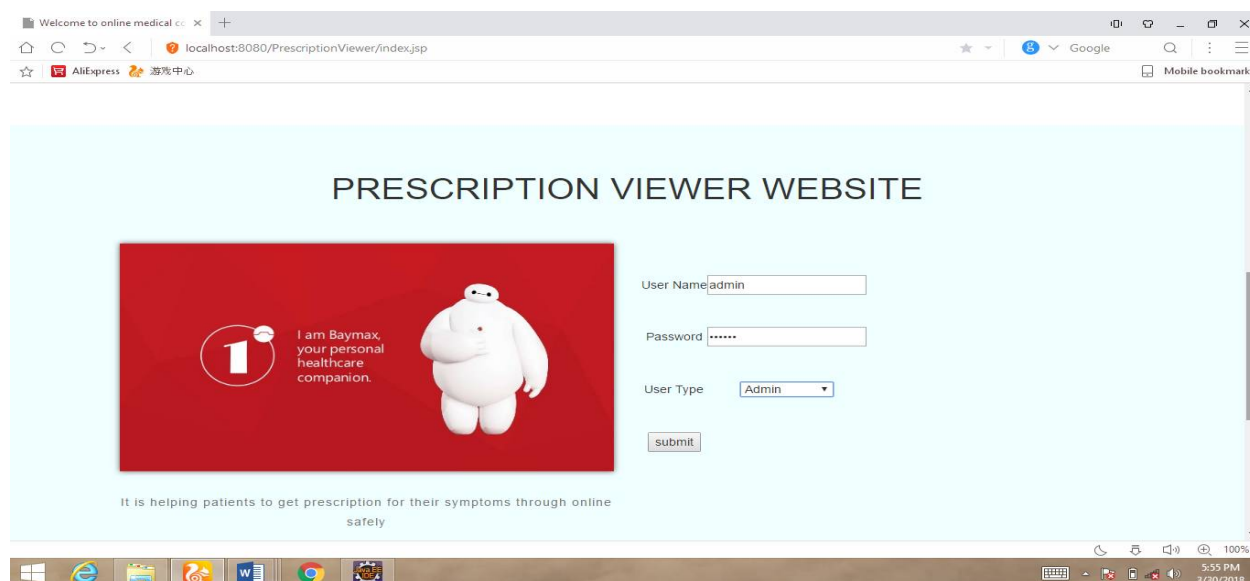 Welcome to online medical cc
localhost:8080/PrescriptionViewer/index.jsp
Google
AliExpress 游戏中心
Mobile bookmark
PRESCRIPTION VIEWER WEBSITE
I am Baymax,
your personal
healthcare
companion.
User Name admin
Password ••••••
User Type Admin
submit
It is helping patients to get prescription for their symptoms through online
safely
100%
5:55 PM